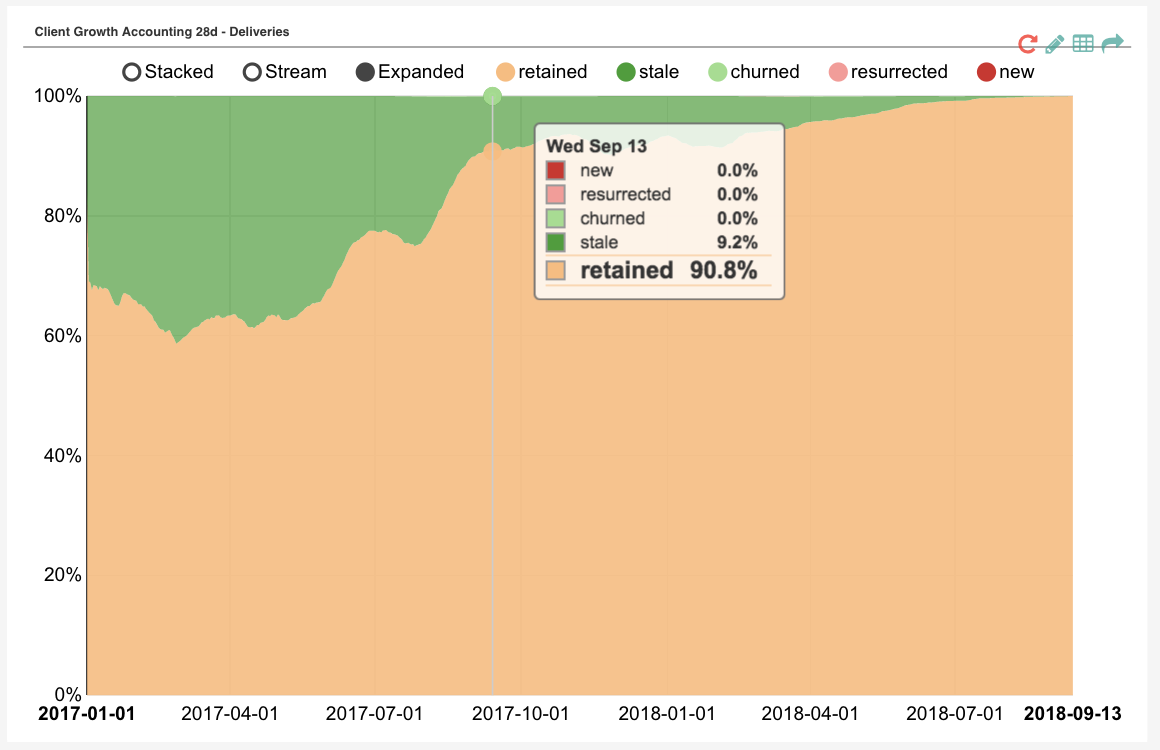 Client Growth Accounting 28d - Deliveries
Stacked Stream Expanded retained stale churned resurrected new
100%
80%
60%
40%
20%
0%
Wed Sep 13
new 0.0%
resurrected 0.0%
churned 0.0%
stale 9.2%
retained 90.8%
2017-01-01 2017-04-01 2017-07-01 2017-10-01 2018-01-01 2018-04-01 2018-07-01 2018-09-13